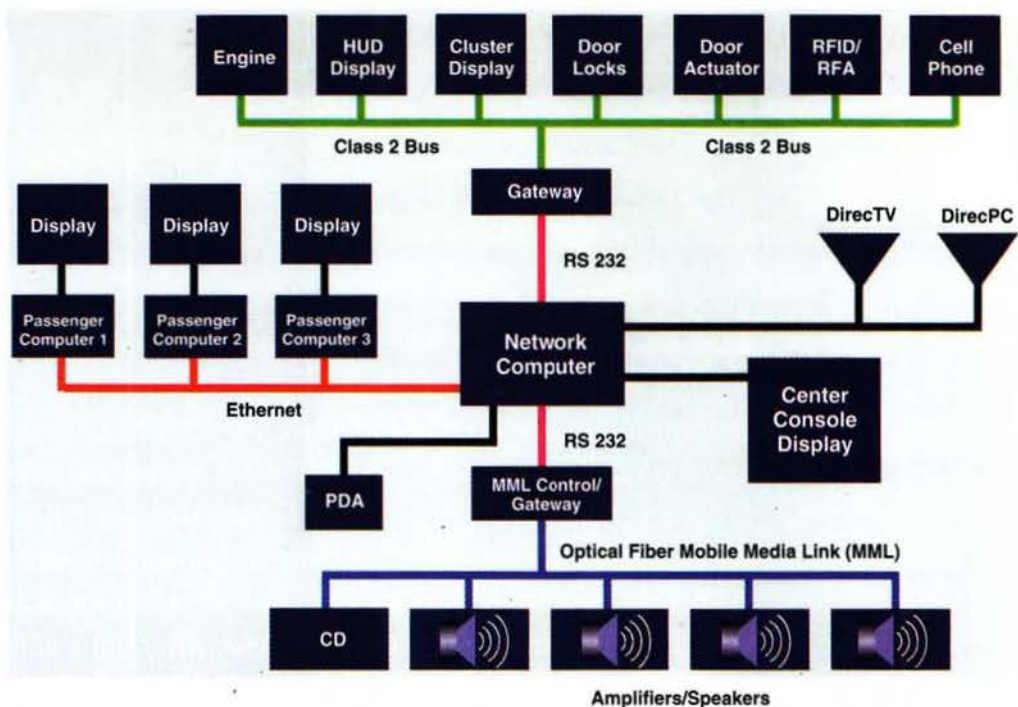 Engine
HUD
Display
Cluster
Display
Door
Locks
Door
Actuator
RFID/
RFA
Cell
Phone
Class 2 Bus
Class 2 Bus
Gateway
Display
Display
Display
DirecTV
DirecPC
RS 232
Passenger
Computer 1
Passenger
Computer 2
Passenger
Computer 3
Network
Computer
Ethernet
Center
Console
Display
RS 232
PDA
MML Control/
Gateway
Optical Fiber Mobile Media Link (MML)
CD
Amplifiers/Speakers